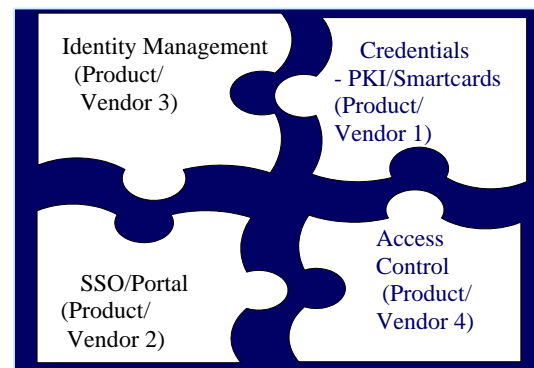 Identity Management
(Product/
Vendor 3)
Credentials
- PKI/Smartcards
(Product/
Vendor 1)
SSO/Portal
(Product/
Vendor 2)
Access
Control
(Product/
Vendor 4)